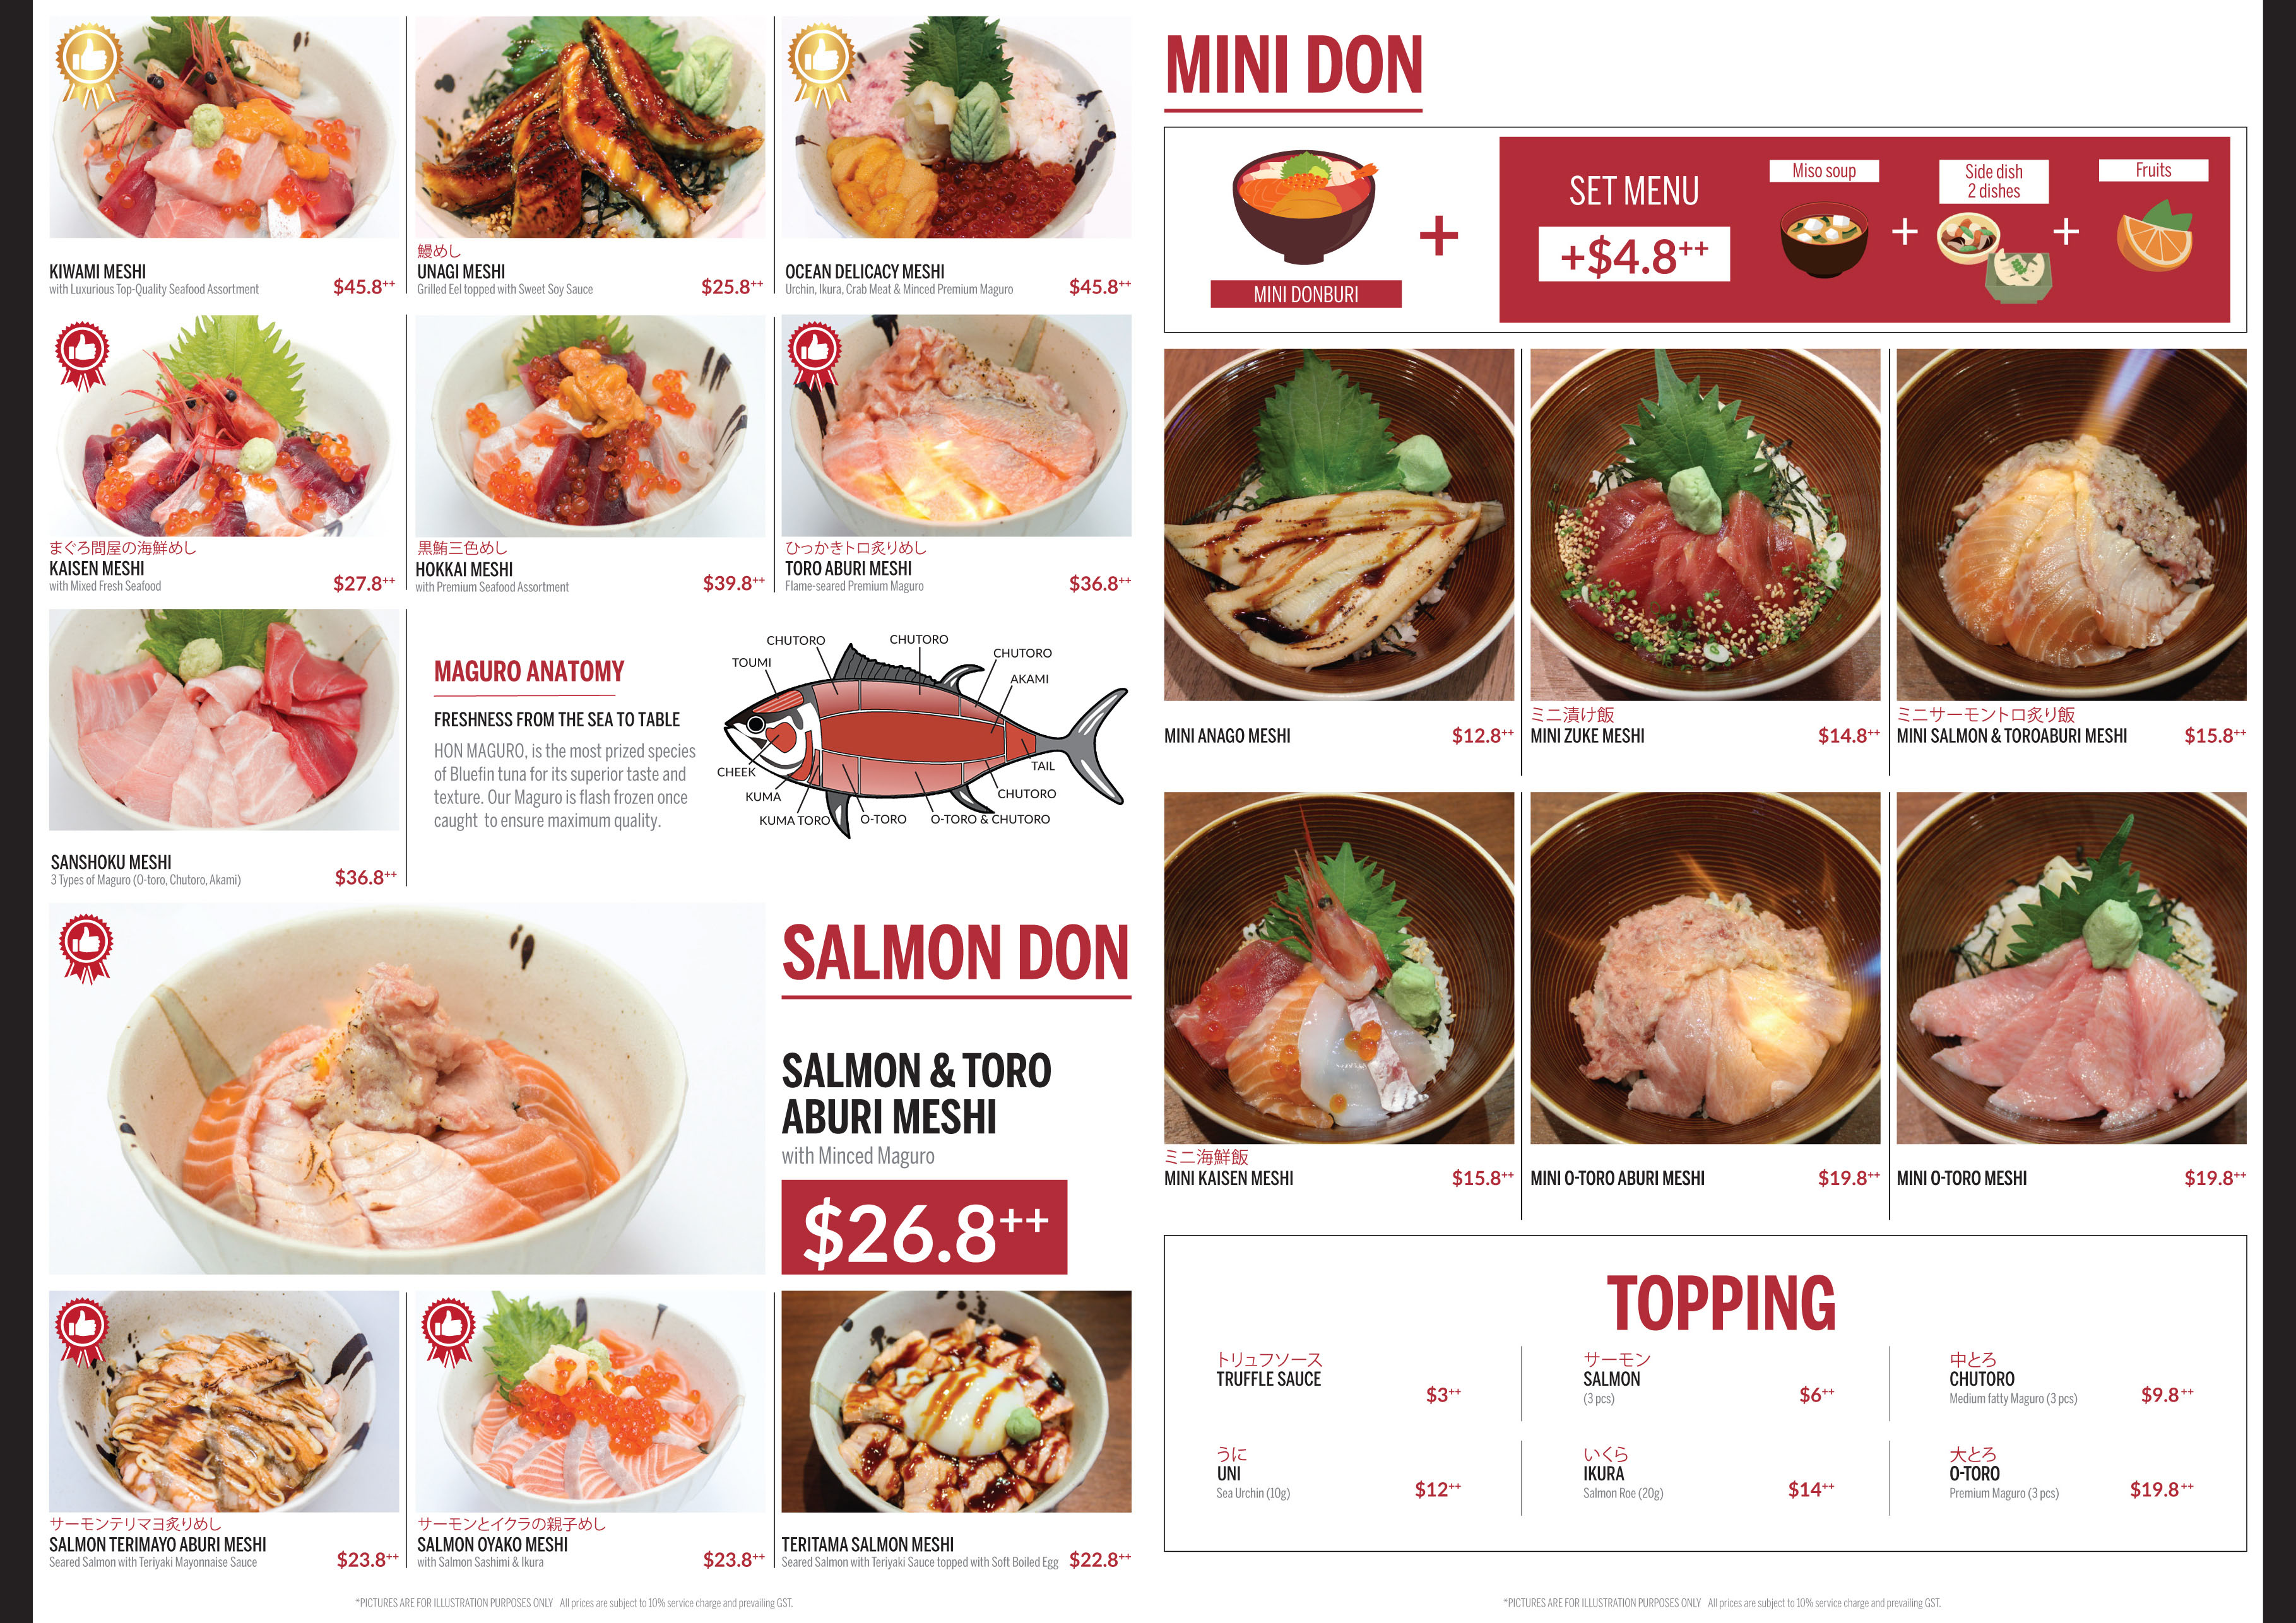 KIWAMI MESHI
with Luxurious Top-Quality Seafood Assortment
$45.8++
鰻めし
UNAGI MESHI
Grilled Eel topped with Sweet Soy Sauce
$25.8++
OCEAN DELICACY MESHI
Urchin, Ikura, Crab Meat & Minced Premium Maguro
$45.8++
まぐろ問屋の海鮮めし
KAISEN MESHI
with Mixed Fresh Seafood
$27.8++
黒鮪三色めし
HOKKAI MESHI
with Premium Seafood Assortment
$39.8++
ひっかきトロ炙りめし
TORO ABURI MESHI
Flame-seared Premium Maguro
$36.8++
SANSHOKU MESHI
3 Types of Maguro (O-toro, Chutoro, Akami)
$36.8++
MAGURO ANATOMY
FRESHNESS FROM THE SEA TO TABLE
HON MAGURO, is the most prized species
of Bluefin tuna for its superior taste and
texture. Our Maguro is flash frozen once
caught to ensure maximum quality.
CHUTORO
CHUTORO
CHUTORO
TOUMI
AKAMI
CHEEK
TAIL
KUMA
CHUTORO
KUMA TORO
O-TORO
O-TORO & CHUTORO
SALMON DON
SALMON & TORO
ABURI MESHI
with Minced Maguro
$26.8++
サーモンテリマヨ炙りめし
SALMON TERIMAYO ABURI MESHI
Seared Salmon with Teriyaki Mayonnaise Sauce
$23.8++
サーモンとイクラの親子めし
SALMON OYAKO MESHI
with Salmon Sashimi & Ikura
$23.8++
TERITAMA SALMON MESHI
Seared Salmon with Teriyaki Sauce topped with Soft Boiled Egg
$22.8++
*PICTURES ARE FOR ILLUSTRATION PURPOSES ONLY All prices are subject to 10% service charge and prevailing GST.
MINI DON
MINI DONBURI
+
SET MENU
+$4.8++
Miso soup
+
Side dish
2 dishes
+
Fruits
MINI ANAGO MESHI
$12.8++
ミニ漬け飯
MINI ZUKE MESHI
$14.8++
ミニサーモントロ炙り飯
MINI SALMON & TOROABURI MESHI
$15.8++
ミニ海鮮飯
MINI KAISEN MESHI
$15.8++
MINI O-TORO ABURI MESHI
$19.8++
MINI O-TORO MESHI
$19.8++
TOPPING
トリュフソース
TRUFFLE SAUCE
$3++
サーモン
SALMON
(3 pcs)
$6++
中とろ
CHUTORO
Medium fatty Maguro (3 pcs)
$9.8++
うに
UNI
Sea Urchin (10g)
$12++
いくら
IKURA
Salmon Roe (20g)
$14++
大とろ
O-TORO
Premium Maguro (3 pcs)
$19.8++
*PICTURES ARE FOR ILLUSTRATION PURPOSES ONLY All prices are subject to 10% service charge and prevailing GST.